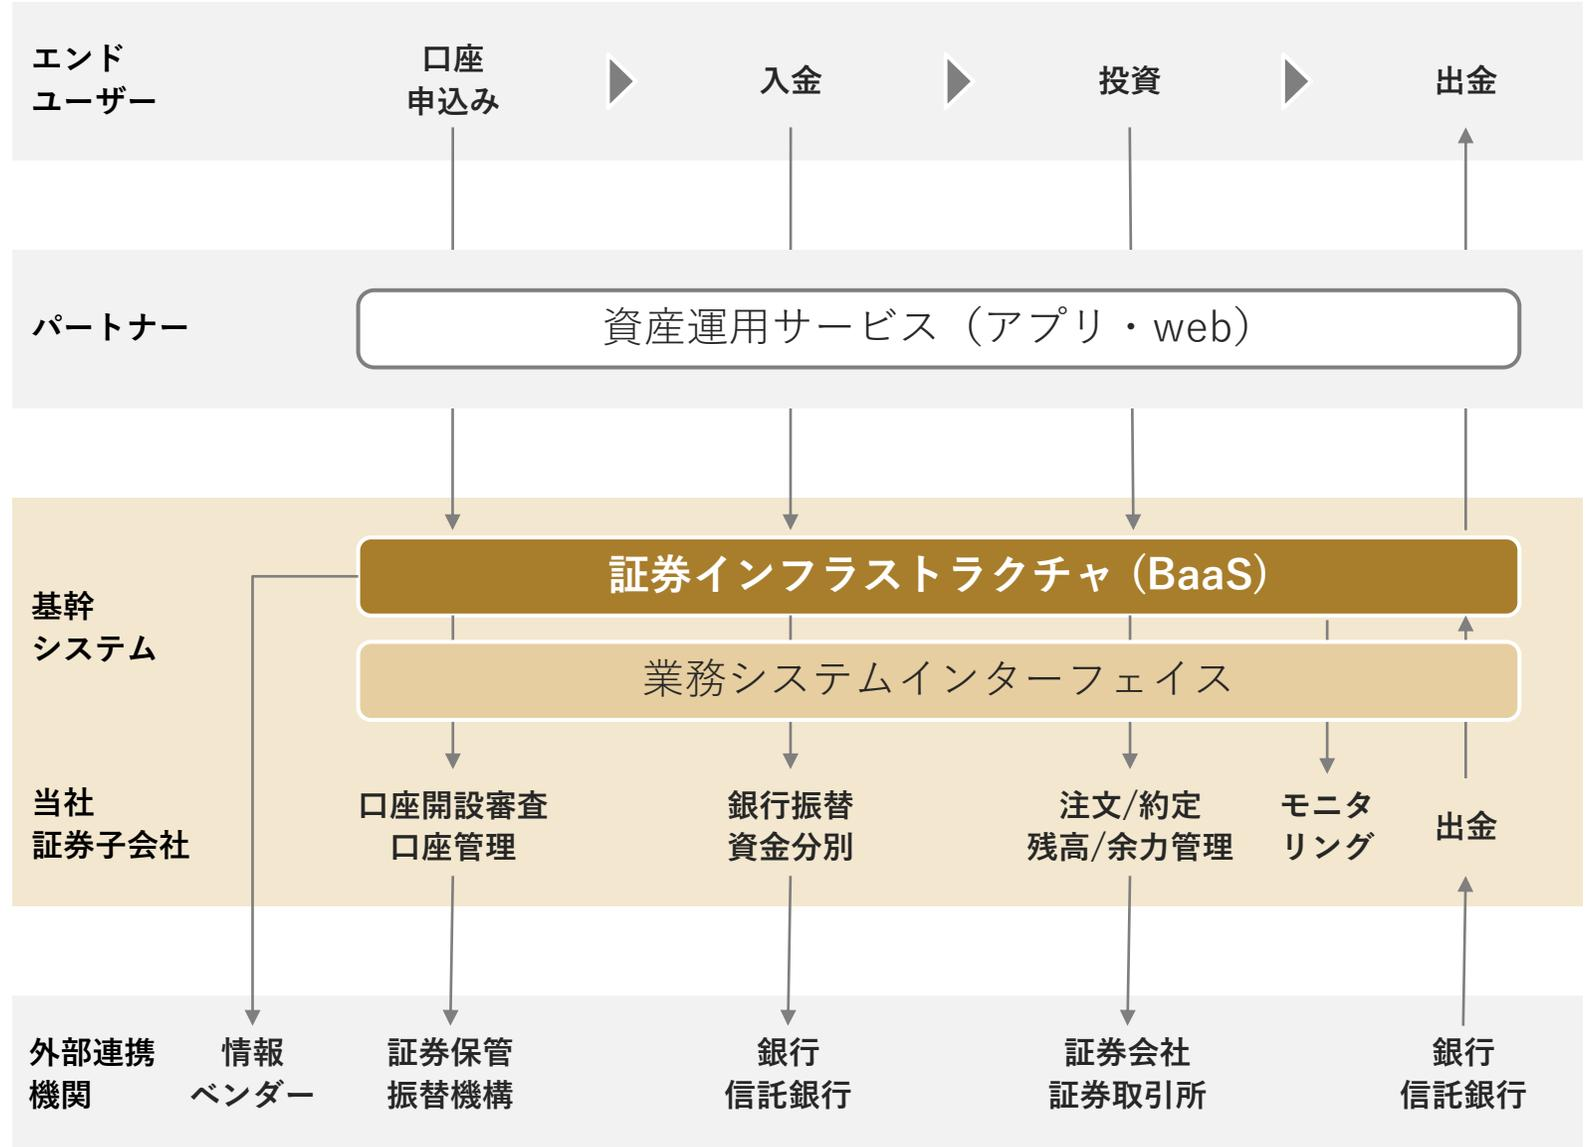 エンド
ユーザー
口座
申込み
入金
投資
出金
パートナー
資産運用サービス（アプリ・web）
基幹
システム
証券インフラストラクチャ (BaaS)
業務システムインターフェイス
当社
証券子会社
口座開設審査
口座管理
銀行振替
資金分別
注文/約定
残高/余力管理
モニタ
リング
出金
外部連携
機関
情報
ベンダー
証券保管
振替機構
銀行
信託銀行
証券会社
証券取引所
銀行
信託銀行